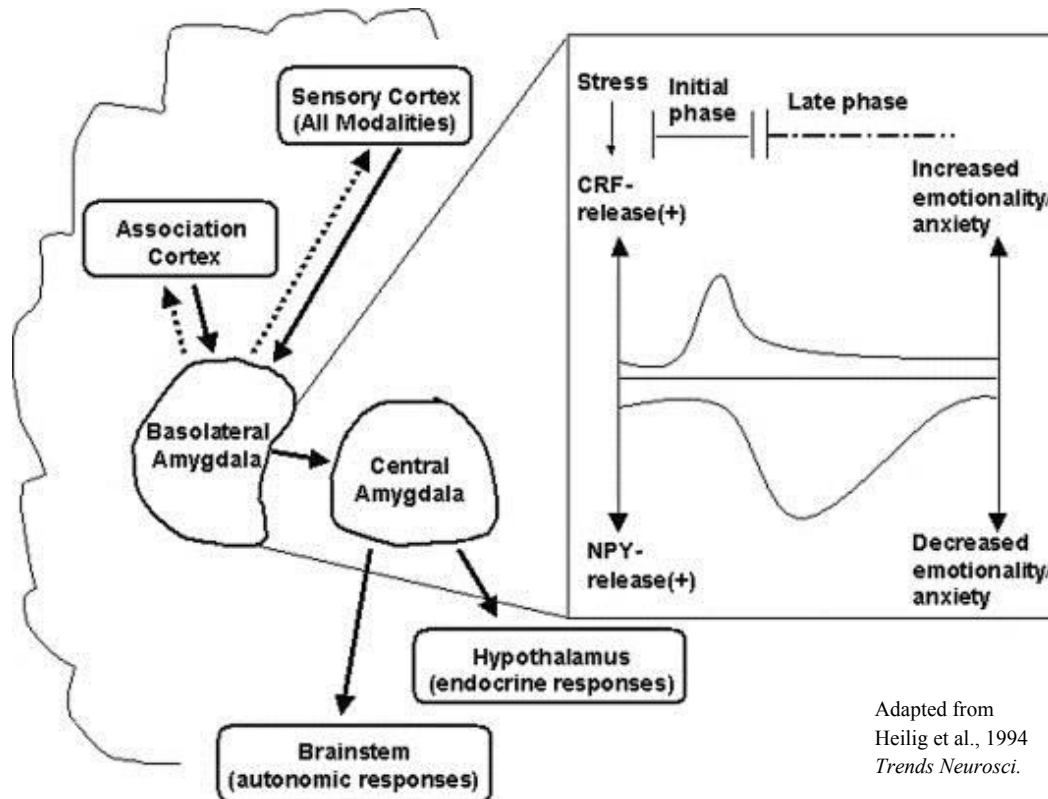 Sensory Cortex
(All Modalities)
Association
Cortex
Basolateral
Amygdala
Central
Amygdala
Hypothalamus
(endocrine responses)
Brainstem
(autonomic responses)
Stress
Initial
phase
Late phase
CRF-
release(+)
Increased
emotionality/
anxiety
NPY-
release(+)
Decreased
emotionality/
anxiety
Adapted from
Heilig et al., 1994
Trends Neurosci.